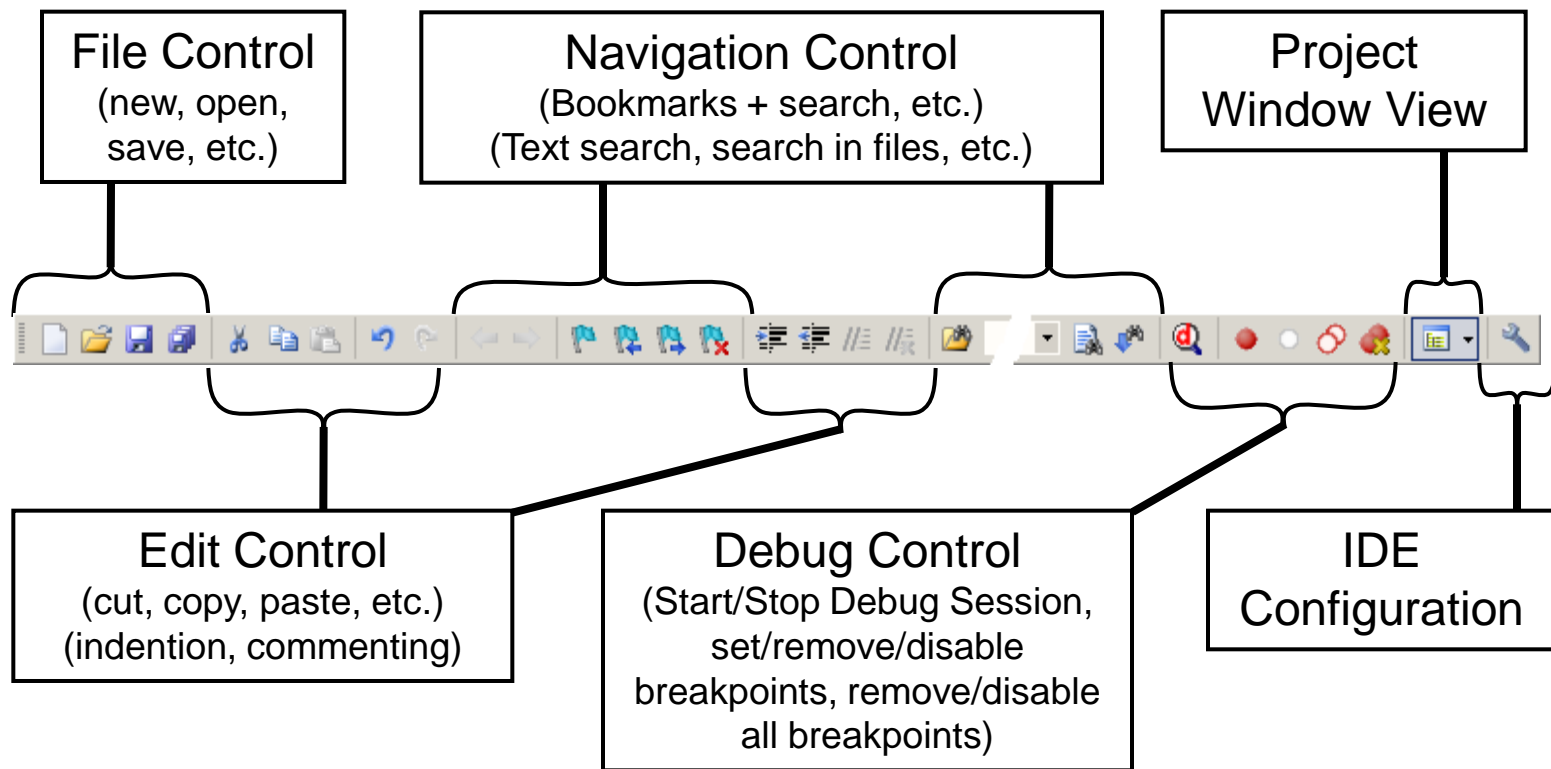 File Control
(new, open,
save, etc.)
Navigation Control
(Bookmarks + search, etc.)
(Text search, search in files, etc.)
Project
Window View
Edit Control
(cut, copy, paste, etc.)
(indention, commenting)
Debug Control
(Start/Stop Debug Session,
set/remove/disable
breakpoints, remove/disable
all breakpoints)
IDE
Configuration